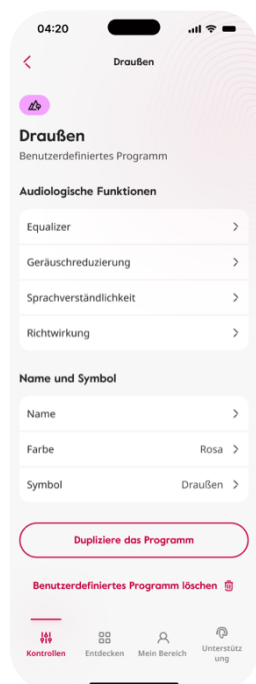 04:20
Draußen
Draußen
Benutzerdefiniertes Programm
Audiologische Funktionen
Equalizer
Geräuschreduzierung
Sprachverständlichkeit
Richtwirkung
Name und Symbol
Name
Farbe Rosa
Symbol Draußen
Dupliziere das Programm
Benutzerdefiniertes Programm löschen
Kontrollen Entdecken Mein Bereich Unterstütz
ung